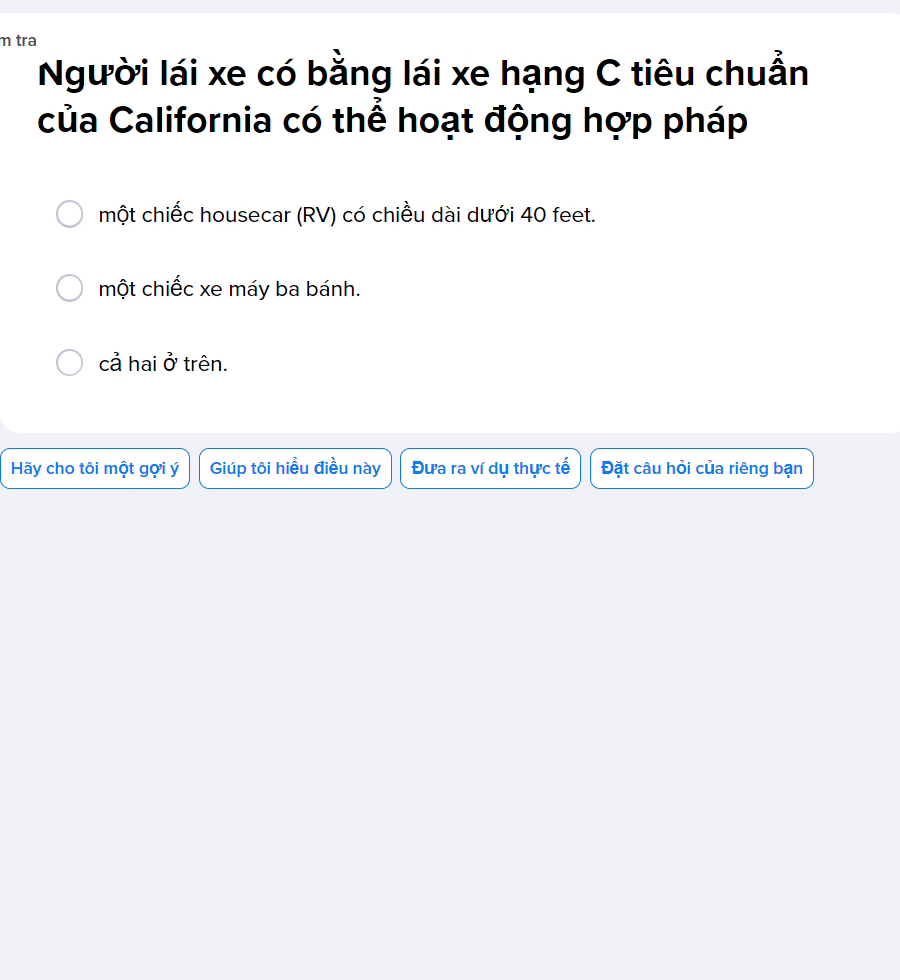 Người lái xe có bằng lái xe hạng C tiêu chuẩn
của California có thể hoạt động hợp pháp
một chiếc housecar (RV) có chiều dài dưới 40 feet.
một chiếc xe máy ba bánh.
cả hai ở trên.
Hãy cho tôi một gợi ý
Giúp tôi hiểu điều này
Đưa ra ví dụ thực tế
Đặt câu hỏi của riêng bạn